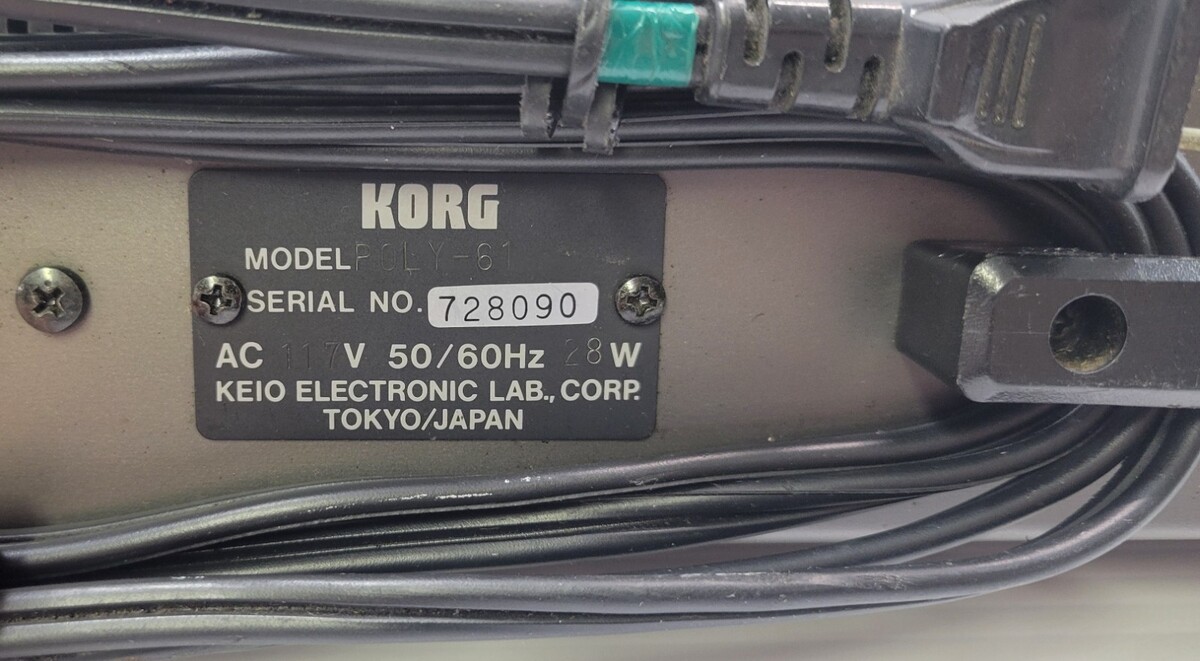 KORG
MODEL POLY-61
SERIAL NO. 728090
AC 117V 50/60Hz 28W
KEIO ELECTRONIC LAB., CORP.
TOKYO/JAPAN